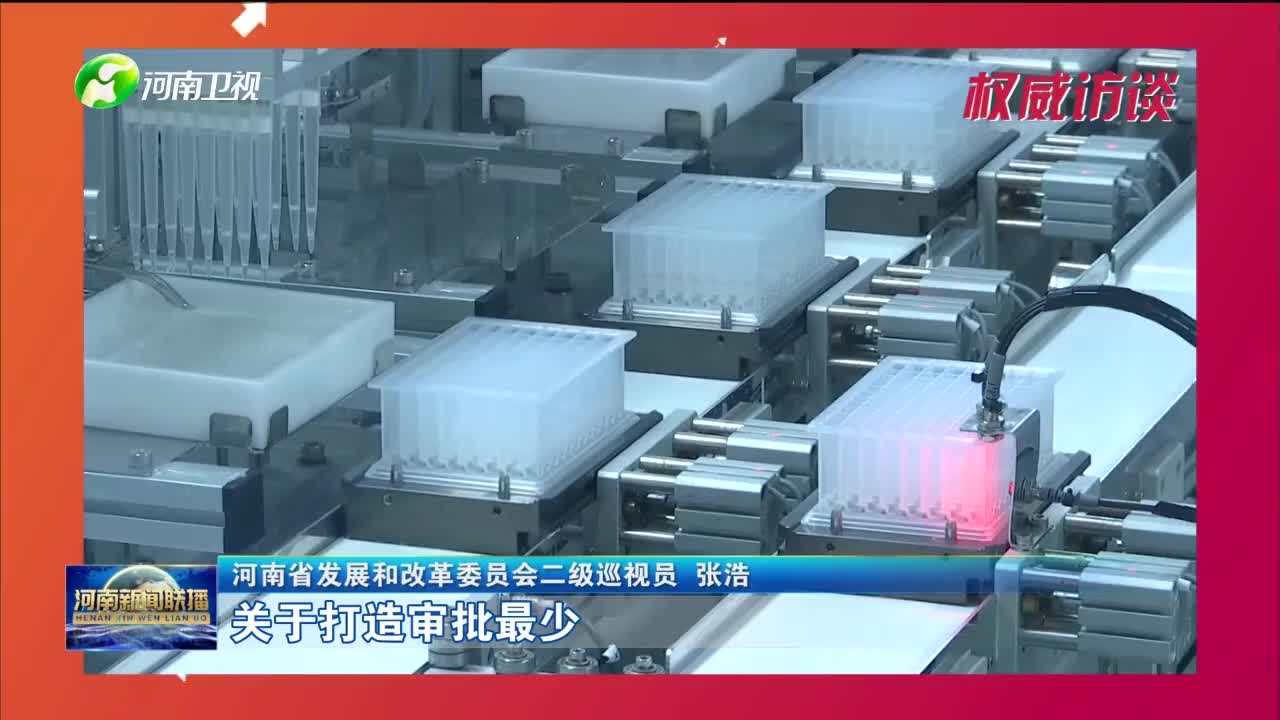 河南卫视
权威访谈
河南省发展和改革委员会二级巡视员 张浩
河南新闻联播
HENAN XIN WEN LIAN BO
关于打造审批最少